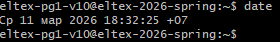 eltex-pg1-v10@eltex-2026-spring:~$ date
Ср 11 мар 2026 18:32:25 +07
eltex-pg1-v10@eltex-2026-spring:~$